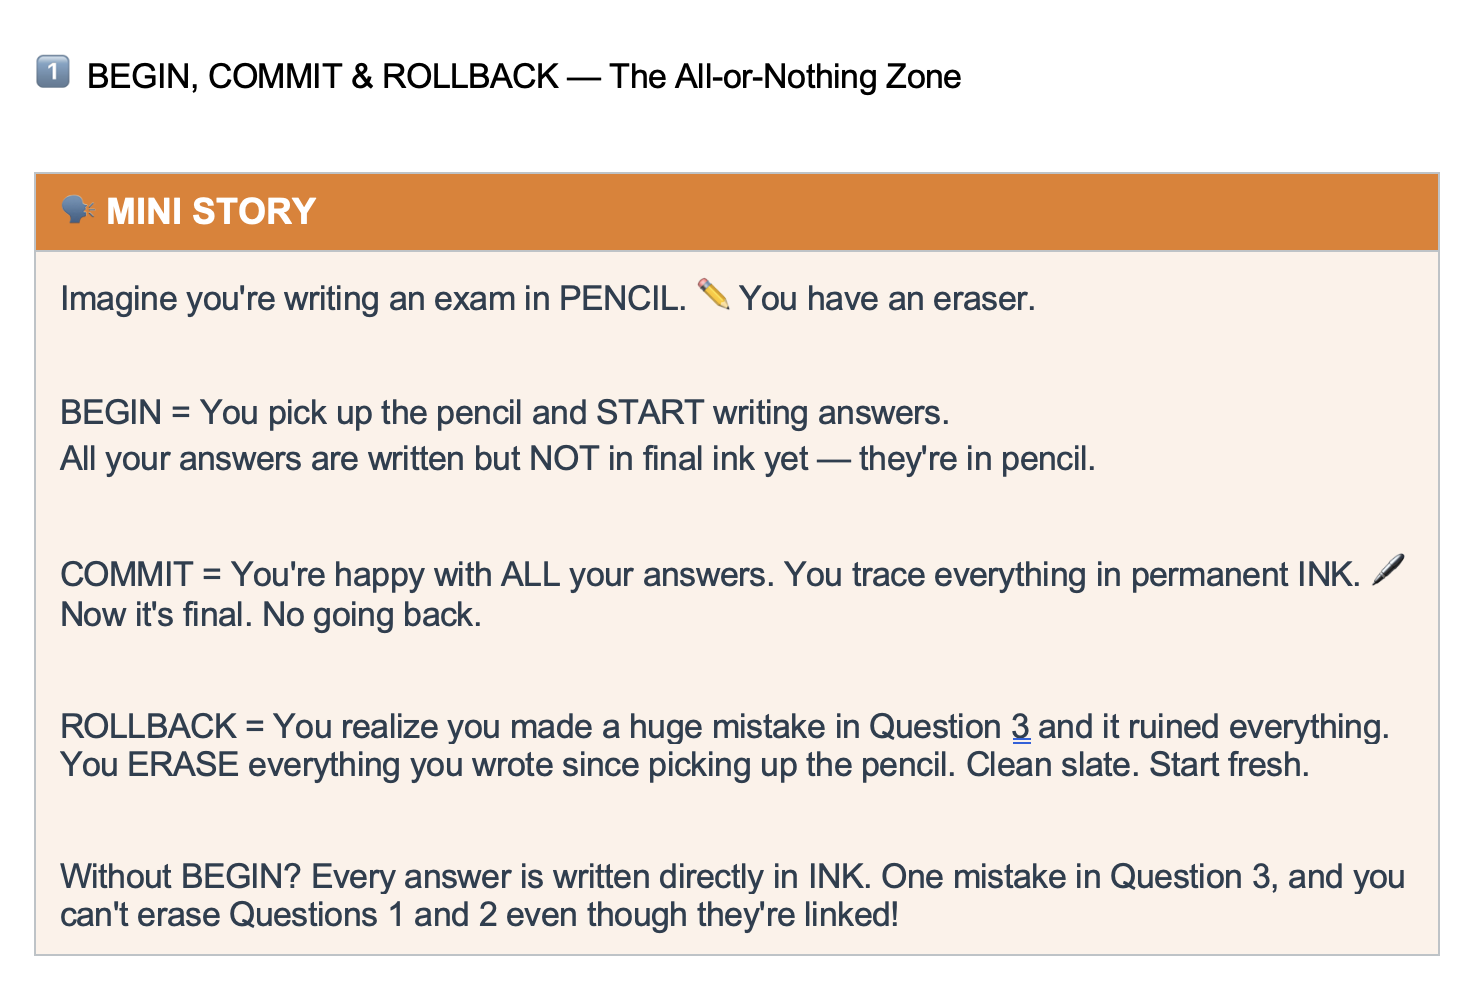 1️⃣ BEGIN, COMMIT & ROLLBACK — The All-or-Nothing Zone
🗣️ MINI STORY
Imagine you're writing an exam in PENCIL. ✏️ You have an eraser.
BEGIN = You pick up the pencil and START writing answers.
All your answers are written but NOT in final ink yet — they're in pencil.
COMMIT = You're happy with ALL your answers. You trace everything in permanent INK. 🖋️
Now it's final. No going back.
ROLLBACK = You realize you made a huge mistake in Question 3 and it ruined everything.
You ERASE everything you wrote since picking up the pencil. Clean slate. Start fresh.
Without BEGIN? Every answer is written directly in INK. One mistake in Question 3, and you
can't erase Questions 1 and 2 even though they're linked!